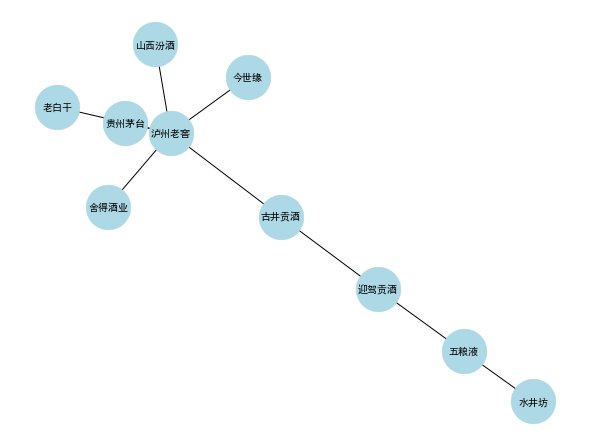 山西汾酒
今世缘
老白干
贵州茅台
泸州老窖
舍得酒业
古井贡酒
迎驾贡酒
五粮液
水井坊